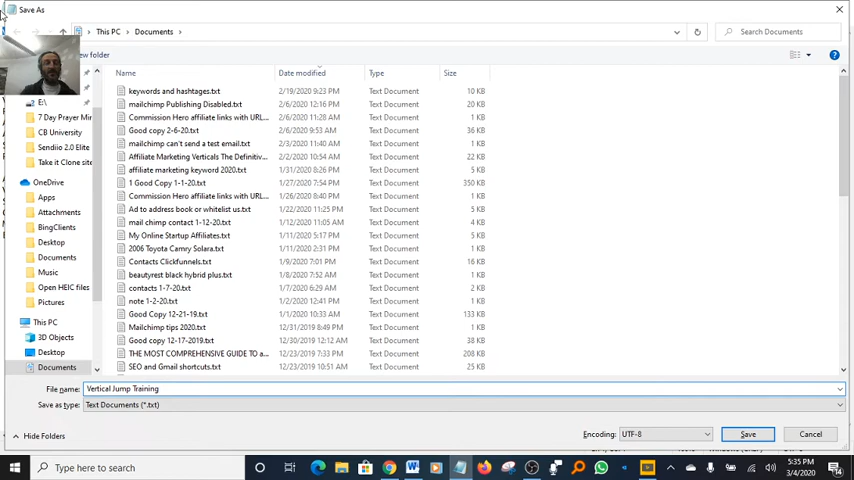 Save As
This PC
Documents
Search Documents
ew folder
Name
Date modified
Type
Size
E:\
7 Day Prayer Mir
CB University
Sendiio 2.0 Elite
Take it Clone site
OneDrive
Apps
Attachments
BingClients
Desktop
Documents
Music
Open HEIC files
Pictures
This PC
3D Objects
Desktop
Documents
keywords and hashtages.txt 2/19/2020 9:23 PM Text Document 10 KB
mailchimp Publishing Disabled.txt 2/6/2020 12:16 PM Text Document 20 KB
Commission Hero affiliate links with URL... 2/6/2020 11:28 AM Text Document 1 KB
Good copy 2-6-20.txt 2/6/2020 9:53 AM Text Document 36 KB
mailchimp can't send a test email.txt 2/3/2020 11:40 AM Text Document 1 KB
Affiliate Marketing Verticals The Definitiv... 2/2/2020 10:54 AM Text Document 22 KB
affiliate marketing keyword 2020.txt 1/31/2020 8:26 PM Text Document 5 KB
1 Good Copy 1-1-20.txt 1/27/2020 7:54 PM Text Document 350 KB
Commission Hero affiliate links with URL... 1/26/2020 8:40 PM Text Document 1 KB
Ad to address book or whitelist us.txt 1/22/2020 11:25 PM Text Document 1 KB
mail chimp contact 1-12-20.txt 1/12/2020 11:05 AM Text Document 4 KB
My Online Startup Affiliates.txt 1/11/2020 5:37 PM Text Document 5 KB
2006 Toyota Camry Solara.txt 1/11/2020 2:31 PM Text Document 1 KB
Contacts Clickfunnels.txt 1/9/2020 7:01 PM Text Document 16 KB
beautyrest black hybrid plus.txt 1/8/2020 7:52 AM Text Document 1 KB
contacts 1-7-20.txt 1/7/2020 6:29 AM Text Document 2 KB
note 1-2-20.txt 1/2/2020 12:41 PM Text Document 1 KB
Good Copy 12-21-19.txt 1/1/2020 10:33 AM Text Document 133 KB
Mailchimp tips 2020.txt 12/31/2019 8:49 PM Text Document 4 KB
Good copy 12-17-2019.txt 12/30/2019 12:12 AM Text Document 38 KB
THE MOST COMPREHENSIVE GUIDE TO a... 12/23/2019 7:33 PM Text Document 208 KB
SEO and Gmail shortcuts.txt 12/23/2019 10:51 AM Text Document 25 KB
File name: Vertical Jump Training
Save as type: Text Documents (*.txt)
Hide Folders
Encoding: UTF-8
Save
Cancel
Type here to search
5:35 PM
3/4/2020
14